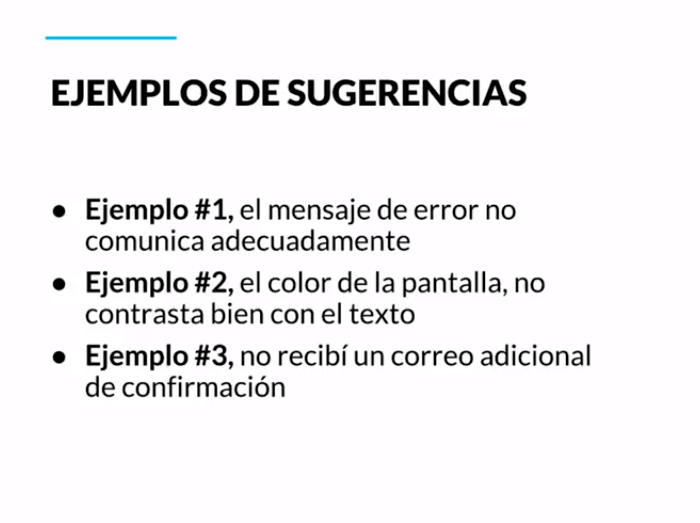 EJEMPLOS DE SUGERENCIAS
● Ejemplo #1, el mensaje de error no
comunica adecuadamente
● Ejemplo #2, el color de la pantalla, no
contrasta bien con el texto
● Ejemplo #3, no recibí un correo adicional
de confirmación